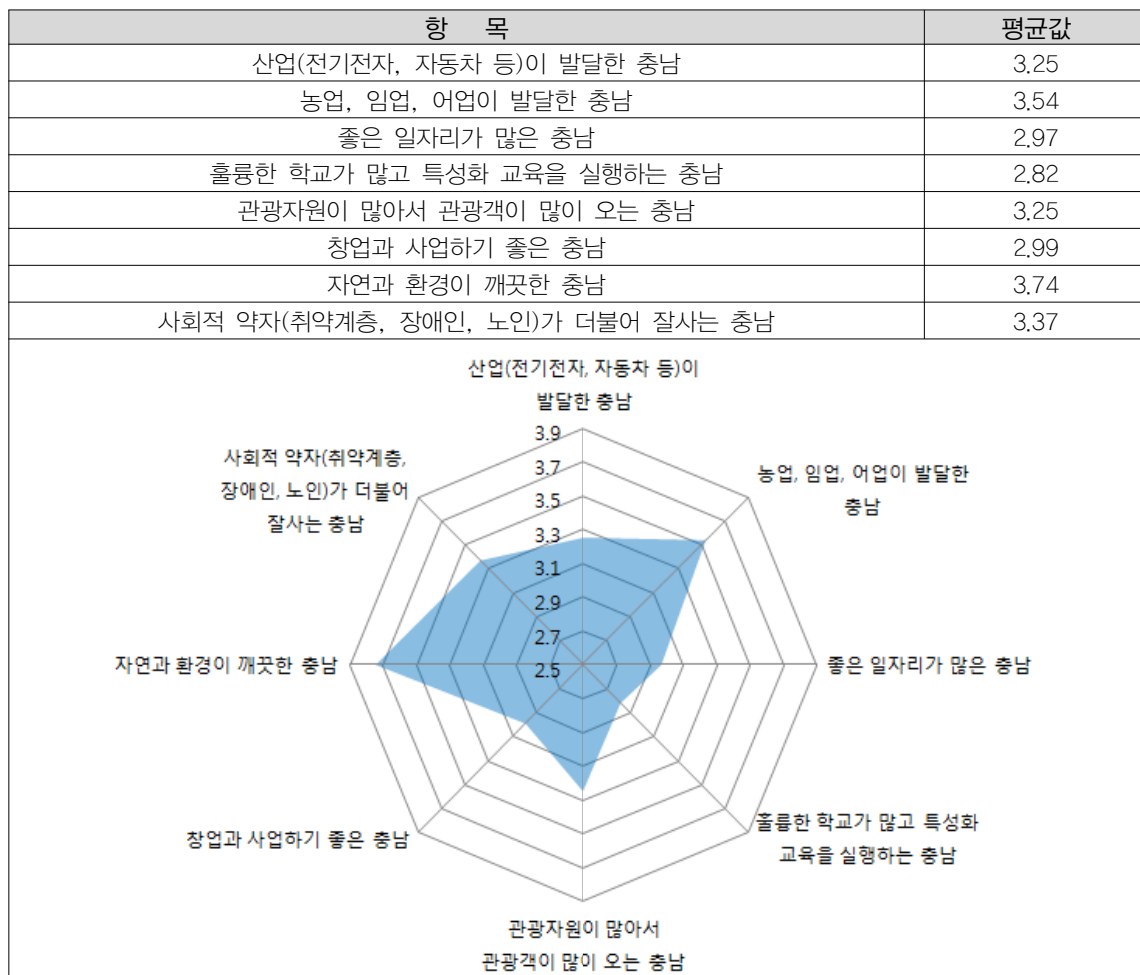 항 목 평균값
산업(전기전자, 자동차 등)이 발달한 충남 3.25
농업, 임업, 어업이 발달한 충남 3.54
좋은 일자리가 많은 충남 2.97
훌륭한 학교가 많고 특성화 교육을 실행하는 충남 2.82
관광자원이 많아서 관광객이 많이 오는 충남 3.25
창업과 사업하기 좋은 충남 2.99
자연과 환경이 깨끗한 충남 3.74
사회적 약자(취약계층, 장애인, 노인)가 더불어 잘사는 충남 3.37
산업(전기전자, 자동차 등)이
발달한 충남
농업, 임업, 어업이 발달한
충남
좋은 일자리가 많은 충남
훌륭한 학교가 많고 특성화
교육을 실행하는 충남
관광자원이 많아서
관광객이 많이 오는 충남
창업과 사업하기 좋은 충남
자연과 환경이 깨끗한 충남
사회적 약자(취약계층,
장애인, 노인)가 더불어
잘사는 충남
3.9
3.7
3.5
3.3
3.1
2.9
2.7
2.5